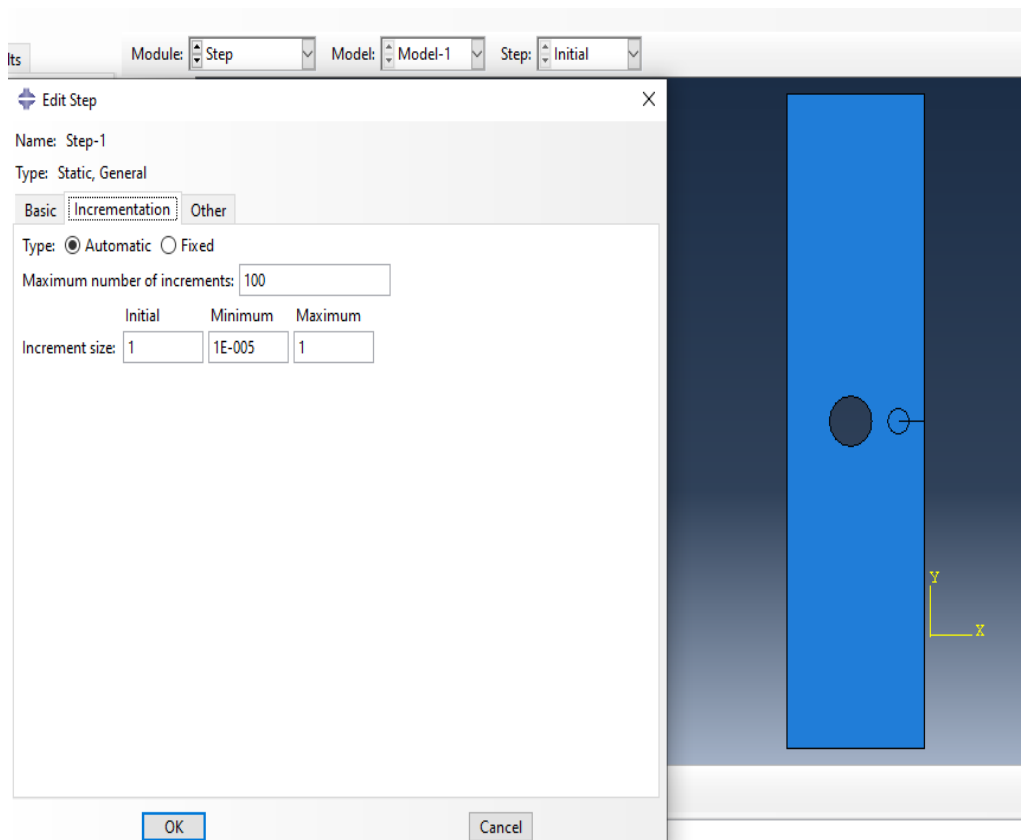 lts
Module: Step Model: Model-1 Step: Initial
Edit Step
Name: Step-1
Type: Static, General
Basic Incrementation Other
Type: Automatic Fixed
Maximum number of increments: 100
Initial Minimum Maximum
Increment size: 1 1E-005 1
OK Cancel
Y
X